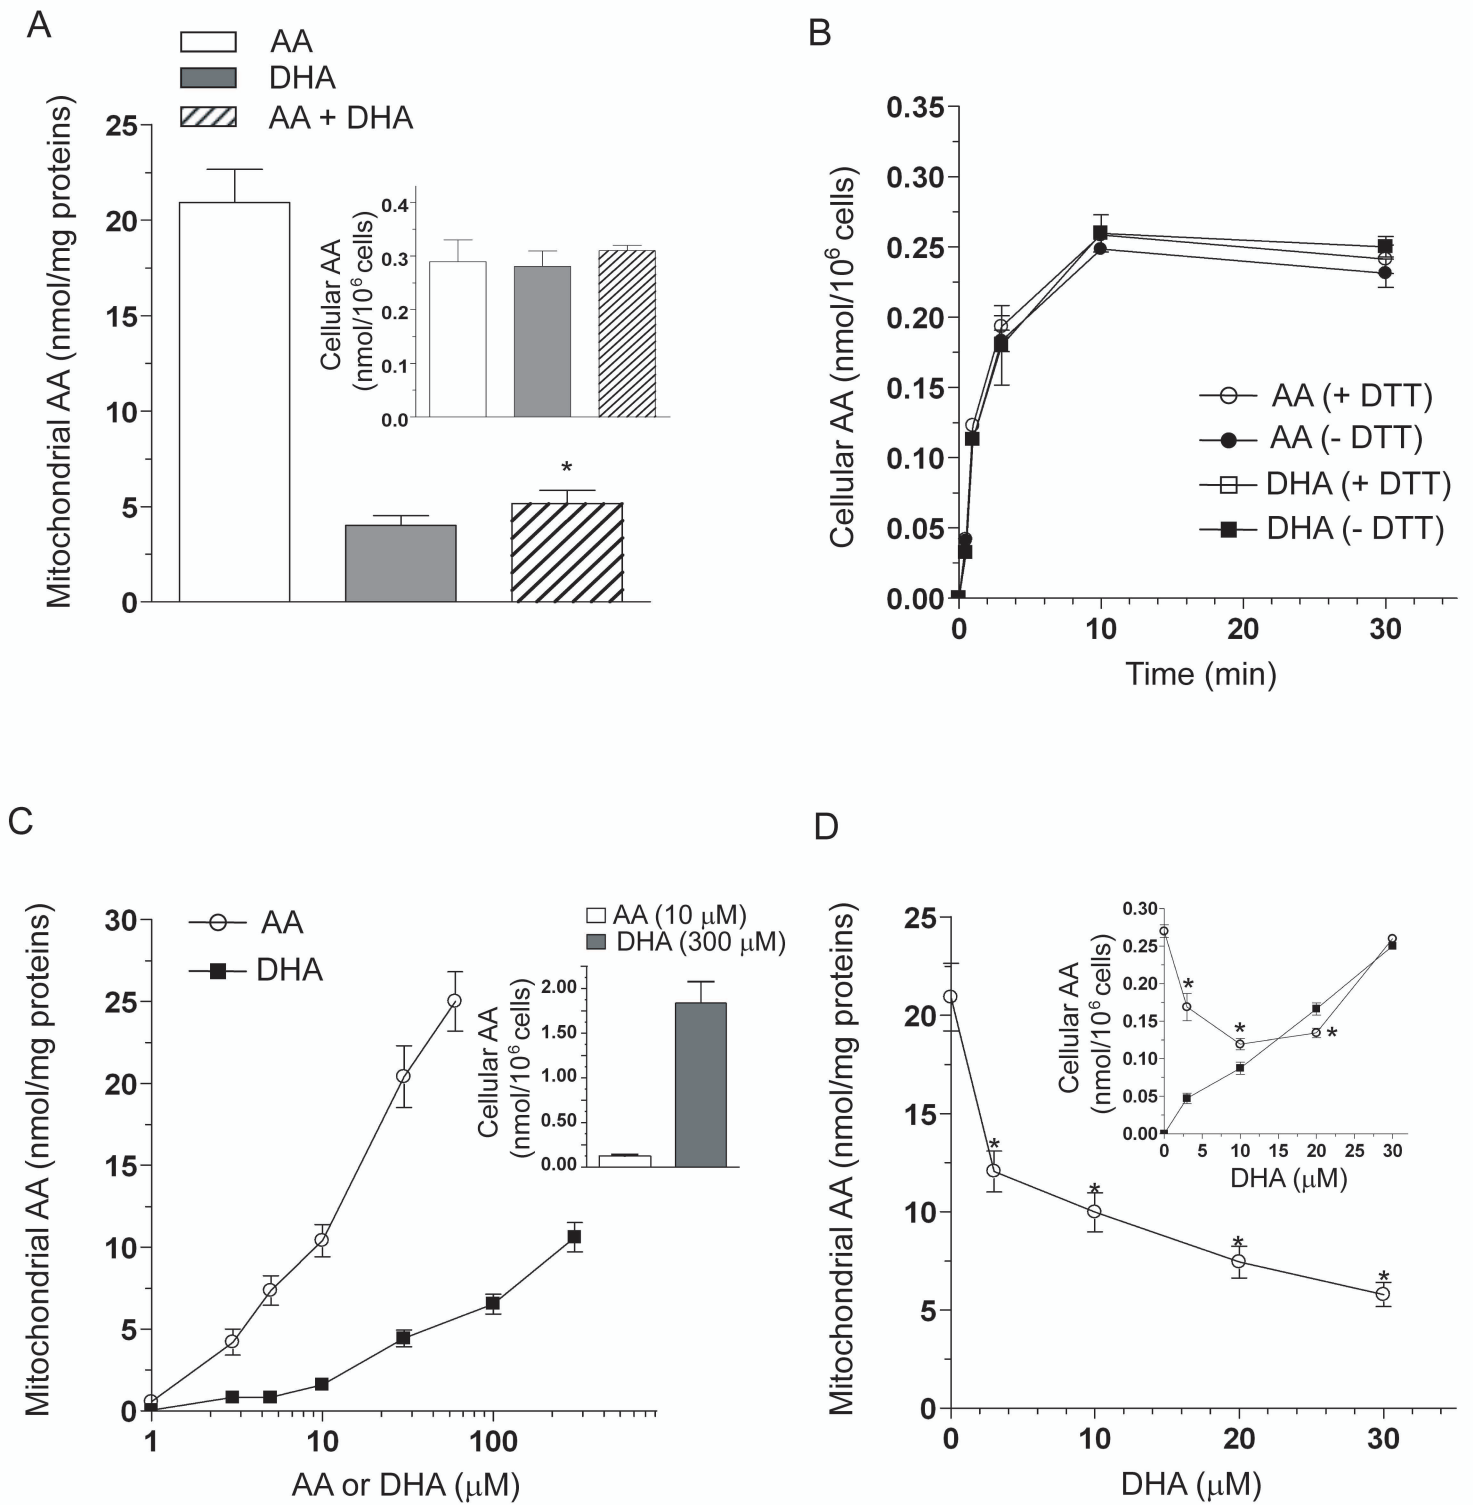 A
AA
DHA
AA + DHA
Mitochondrial AA (nmol/mg proteins)
25
20
15
10
5
0
*
Cellular AA
(nmol/10⁶ cells)
0.4
0.3
0.2
0.1
0.0
B
Cellular AA (nmol/10⁶ cells)
0.35
0.30
0.25
0.20
0.15
0.10
0.05
0.00
AA (+ DTT)
AA (- DTT)
DHA (+ DTT)
DHA (- DTT)
0 10 20 30
Time (min)
C
AA
DHA
Mitochondrial AA (nmol/mg proteins)
30
25
20
15
10
5
0
1 10 100
AA or DHA (μM)
AA (10 μM)
DHA (300 μM)
Cellular AA
(nmol/10⁶ cells)
2.00
1.50
1.00
0.50
0.00
D
Mitochondrial AA (nmol/mg proteins)
25
20
15
10
5
0
* * * *
0 10 20 30
DHA (μM)
Cellular AA
(nmol/10⁶ cells)
0.30
0.25
0.20
0.15
0.10
0.05
0.00
* * *
0 5 10 15 20 25 30
DHA (μM)